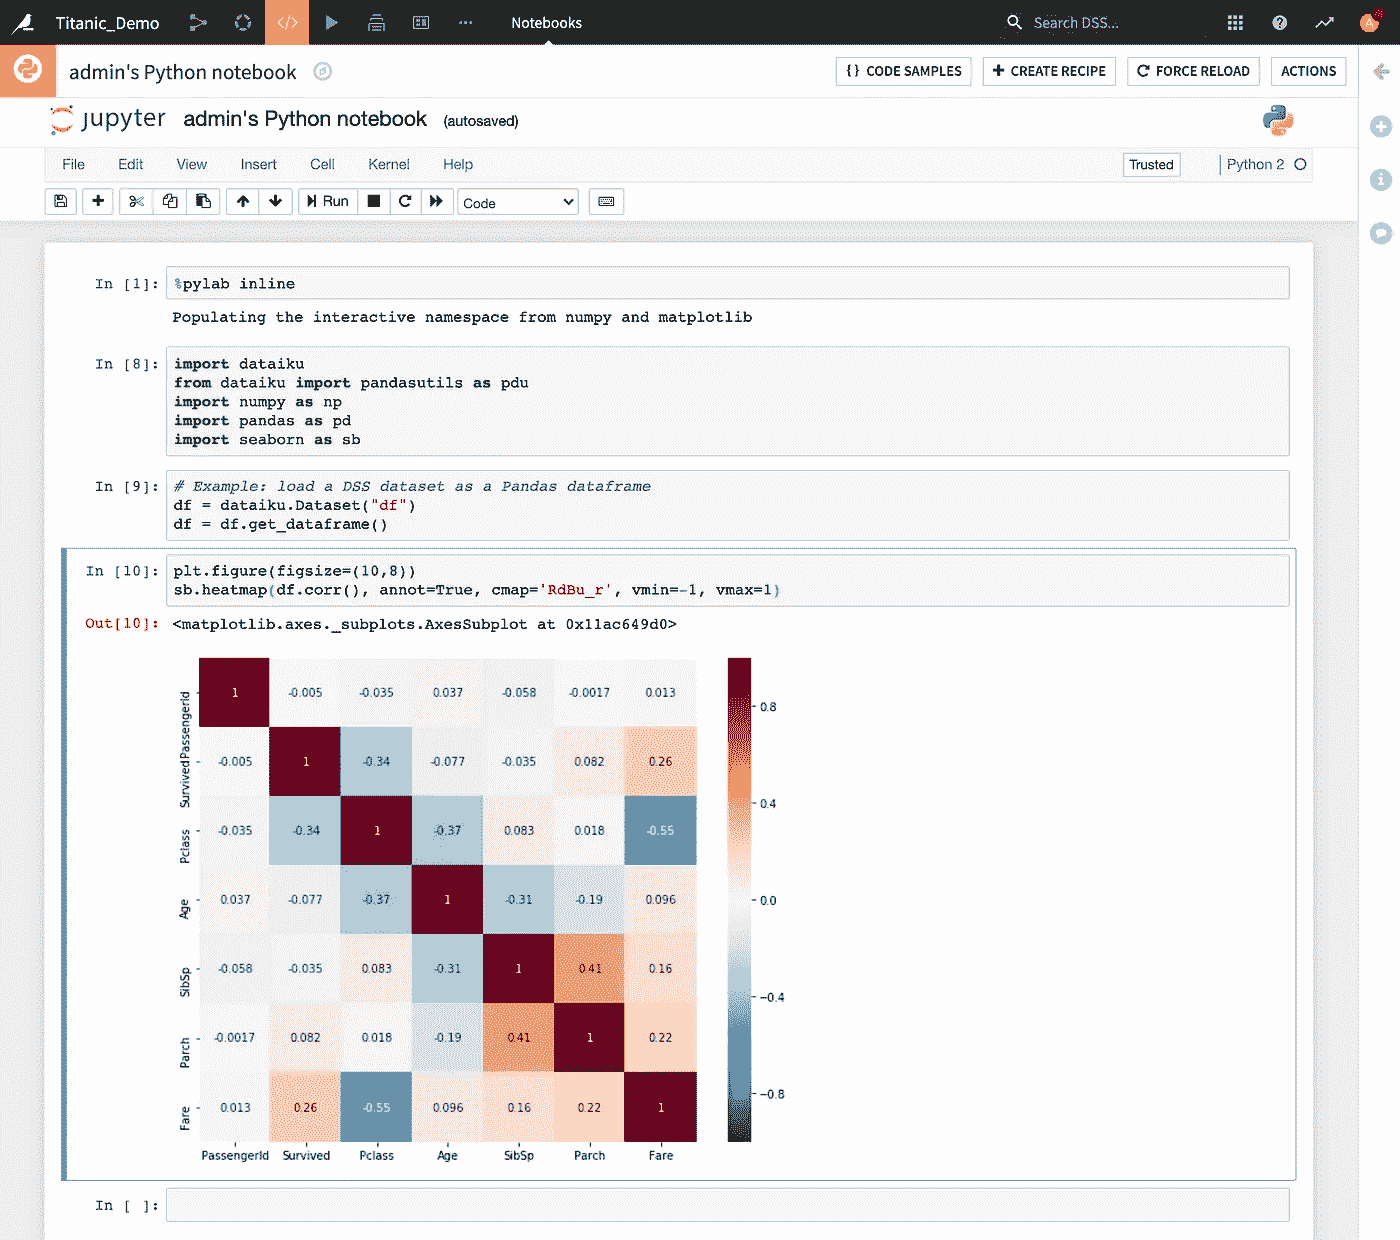 Titanic_Demo
Notebooks
Search DSS...
A
admin's Python notebook
{} CODE SAMPLES
+ CREATE RECIPE
FORCE RELOAD
ACTIONS
jupyter admin's Python notebook (autosaved)
File Edit View Insert Cell Kernel Help
Trusted
Python 2
Run
Code
In [1]: %pylab inline
Populating the interactive namespace from numpy and matplotlib
In [8]: import dataiku
from dataiku import pandasutils as pdu
import numpy as np
import pandas as pd
import seaborn as sb
In [9]: # Example: load a DSS dataset as a Pandas dataframe
df = dataiku.Dataset("df")
df = df.get_dataframe()
In [10]: plt.figure(figsize=(10,8))
sb.heatmap(df.corr(), annot=True, cmap='RdBu_r', vmin=-1, vmax=1)
Out[10]: <matplotlib.axes._subplots.AxesSubplot at 0x11ac649d0>
PassengerId 1 -0.005 -0.035 0.037 -0.058 -0.0017 0.013
Survived -0.005 1 -0.34 -0.077 -0.035 0.082 0.26
Pclass -0.035 -0.34 1 -0.37 0.083 0.018 -0.55
Age 0.037 -0.077 -0.37 1 -0.31 -0.19 0.096
SibSp -0.058 -0.035 0.083 -0.31 1 0.41 0.16
Parch -0.0017 0.082 0.018 -0.19 0.41 1 0.22
Fare 0.013 0.26 -0.55 0.096 0.16 0.22 1
PassengerId Survived Pclass Age SibSp Parch Fare
0.8
0.4
0.0
-0.4
-0.8
In [ ]: